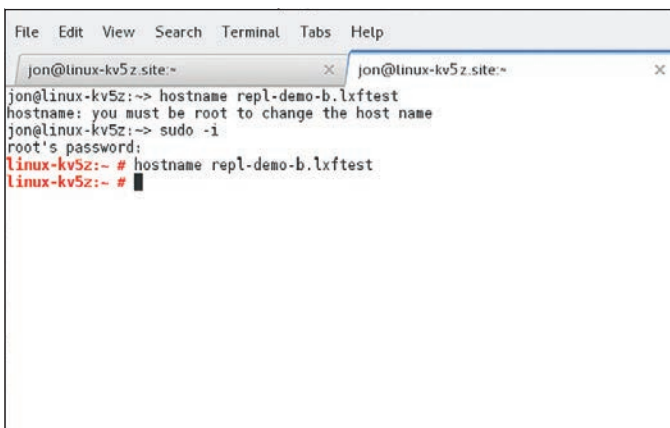 File Edit View Search Terminal Tabs Help
jon@linux-kv5z.site:~ × jon@linux-kv5z.site:~ ×
jon@linux-kv5z:~> hostname repl-demo-b.lxftest
hostname: you must be root to change the host name
jon@linux-kv5z:~> sudo -i
root's password:
linux-kv5z:~ # hostname repl-demo-b.lxftest
linux-kv5z:~ #